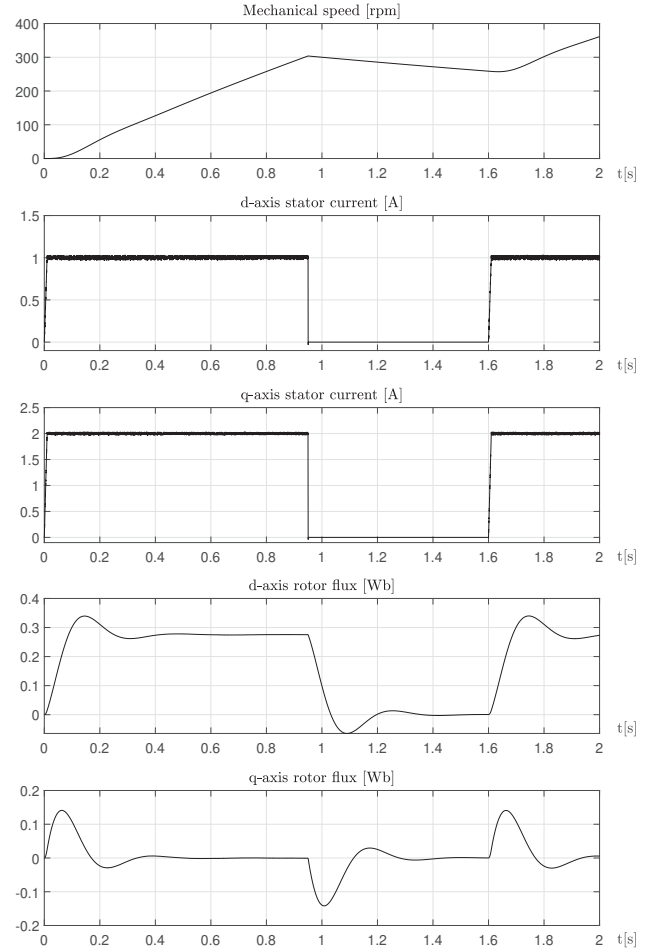 Mechanical speed [rpm]
400
300
200
100
0
0 0.2 0.4 0.6 0.8 1 1.2 1.4 1.6 1.8 2 t[s]
d-axis stator current [A]
1.5
1
0.5
0
0 0.2 0.4 0.6 0.8 1 1.2 1.4 1.6 1.8 2 t[s]
q-axis stator current [A]
2.5
2
1.5
1
0.5
0
0 0.2 0.4 0.6 0.8 1 1.2 1.4 1.6 1.8 2 t[s]
d-axis rotor flux [Wb]
0.4
0.3
0.2
0.1
0
0 0.2 0.4 0.6 0.8 1 1.2 1.4 1.6 1.8 2 t[s]
q-axis rotor flux [Wb]
0.2
0.1
0
-0.1
-0.2
0 0.2 0.4 0.6 0.8 1 1.2 1.4 1.6 1.8 2 t[s]